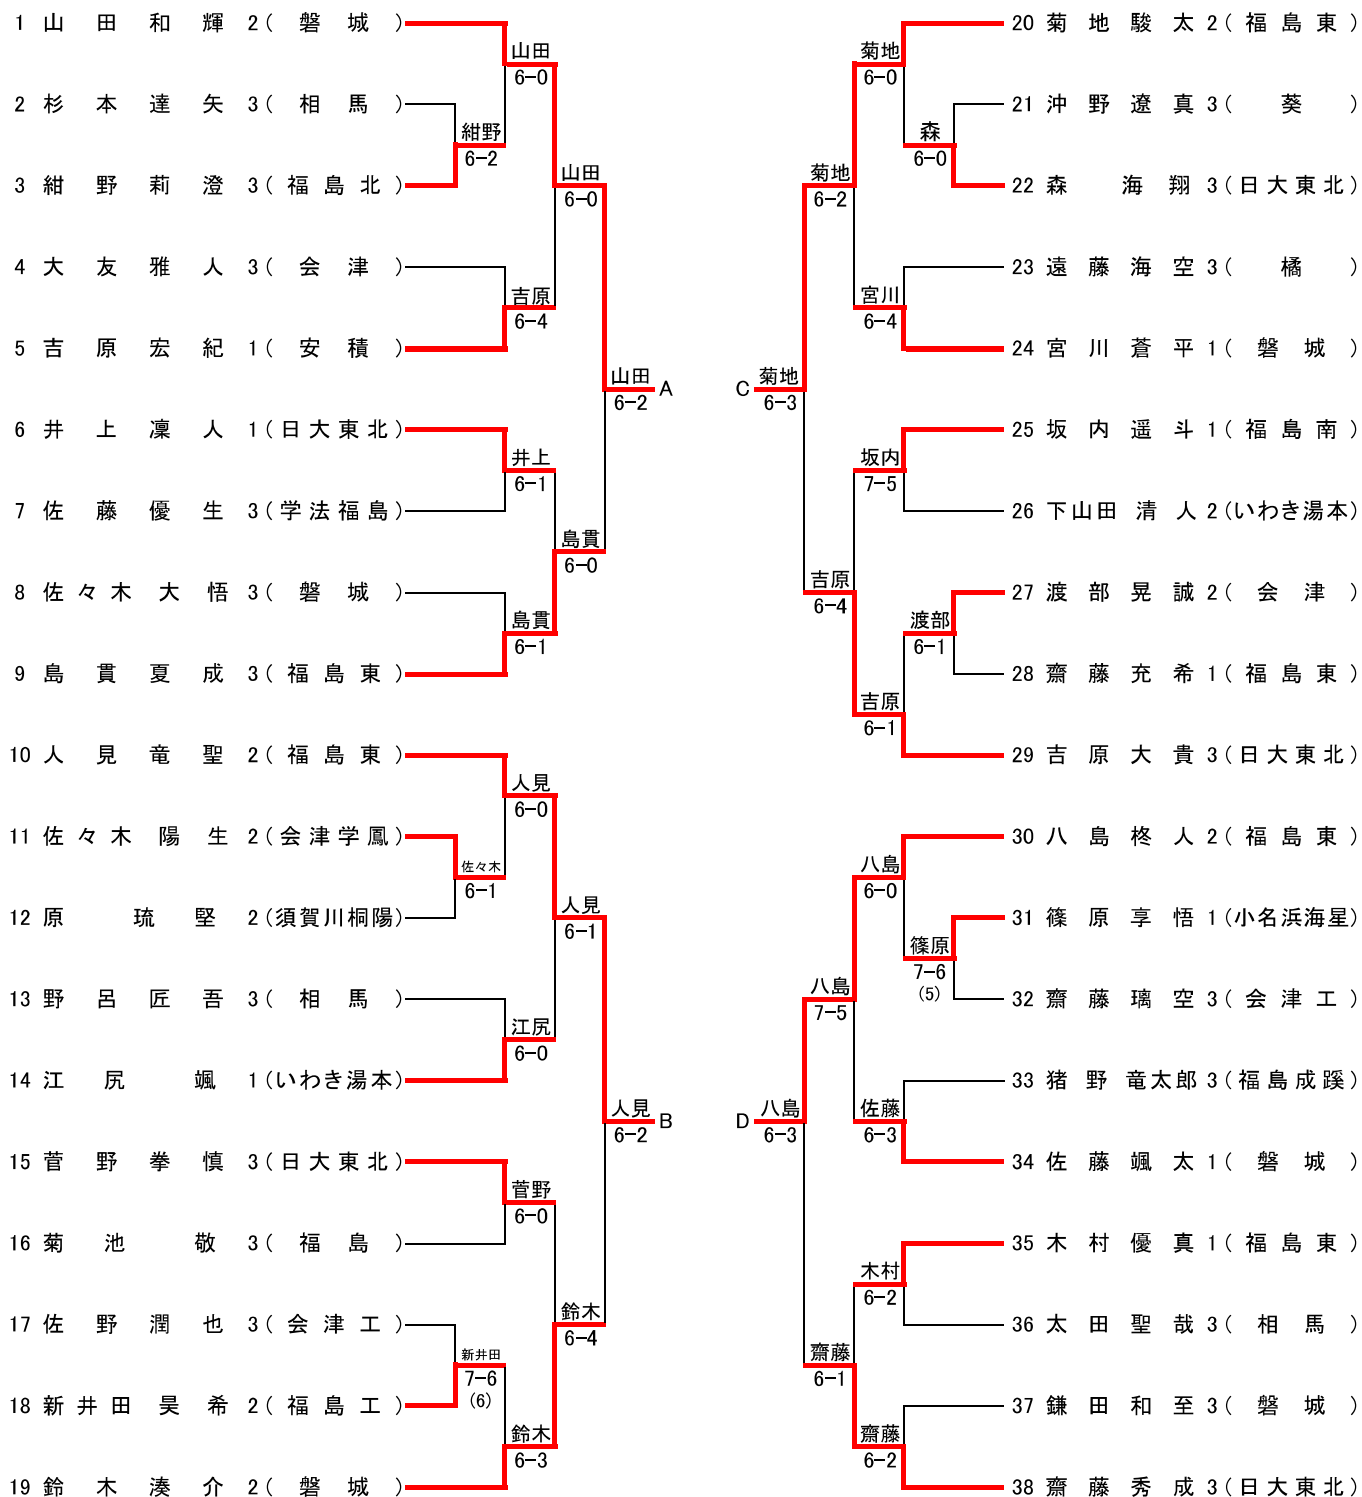 1 山田和輝 2(磐城)
山田
6-0
2 杉本達矢 3(相馬)
紺野
6-2
3 紺野莉澄 3(福島北)
山田
6-0
4 大友雅人 3(会津)
吉原
6-4
5 吉原宏紀 1(安積)
山田
6-2
A
6 井上凜人 1(日大東北)
井上
6-1
7 佐藤優生 3(学法福島)
島貫
6-0
8 佐々木大悟 3(磐城)
島貫
6-1
9 島貫夏成 3(福島東)
10 人見竜聖 2(福島東)
人見
6-0
11 佐々木陽生 2(会津学鳳)
佐々木
6-1
12 原琉堅 2(須賀川桐陽)
人見
6-1
13 野呂匠吾 3(相馬)
江尻
6-0
14 江尻颯 1(いわき湯本)
人見
6-2
B
15 菅野拳慎 3(日大東北)
菅野
6-0
16 菊池敬 3(福島)
鈴木
6-4
17 佐野潤也 3(会津工)
新井田
7-6
(6)
18 新井田昊希 2(福島工)
鈴木
6-3
19 鈴木湊介 2(磐城)
20 菊地駿太 2(福島東)
菊地
6-0
21 沖野遼真 3(葵)
森
6-0
22 森海翔 3(日大東北)
菊地
6-2
23 遠藤海空 3(橘)
宮川
6-4
24 宮川蒼平 1(磐城)
C
菊地
6-3
25 坂内遥斗 1(福島南)
坂内
7-5
26 下山田清人 2(いわき湯本)
吉原
6-4
27 渡部晃誠 2(会津)
渡部
6-1
28 齋藤充希 1(福島東)
吉原
6-1
29 吉原大貴 3(日大東北)
30 八島柊人 2(福島東)
八島
6-0
31 篠原享悟 1(小名浜海星)
篠原
7-6
(5)
32 齋藤璃空 3(会津工)
八島
7-5
33 猪野竜太郎 3(福島成蹊)
佐藤
6-3
34 佐藤颯太 1(磐城)
D
八島
6-3
35 木村優真 1(福島東)
木村
6-2
36 太田聖哉 3(相馬)
齋藤
6-1
37 鎌田和至 3(磐城)
齋藤
6-2
38 齋藤秀成 3(日大東北)